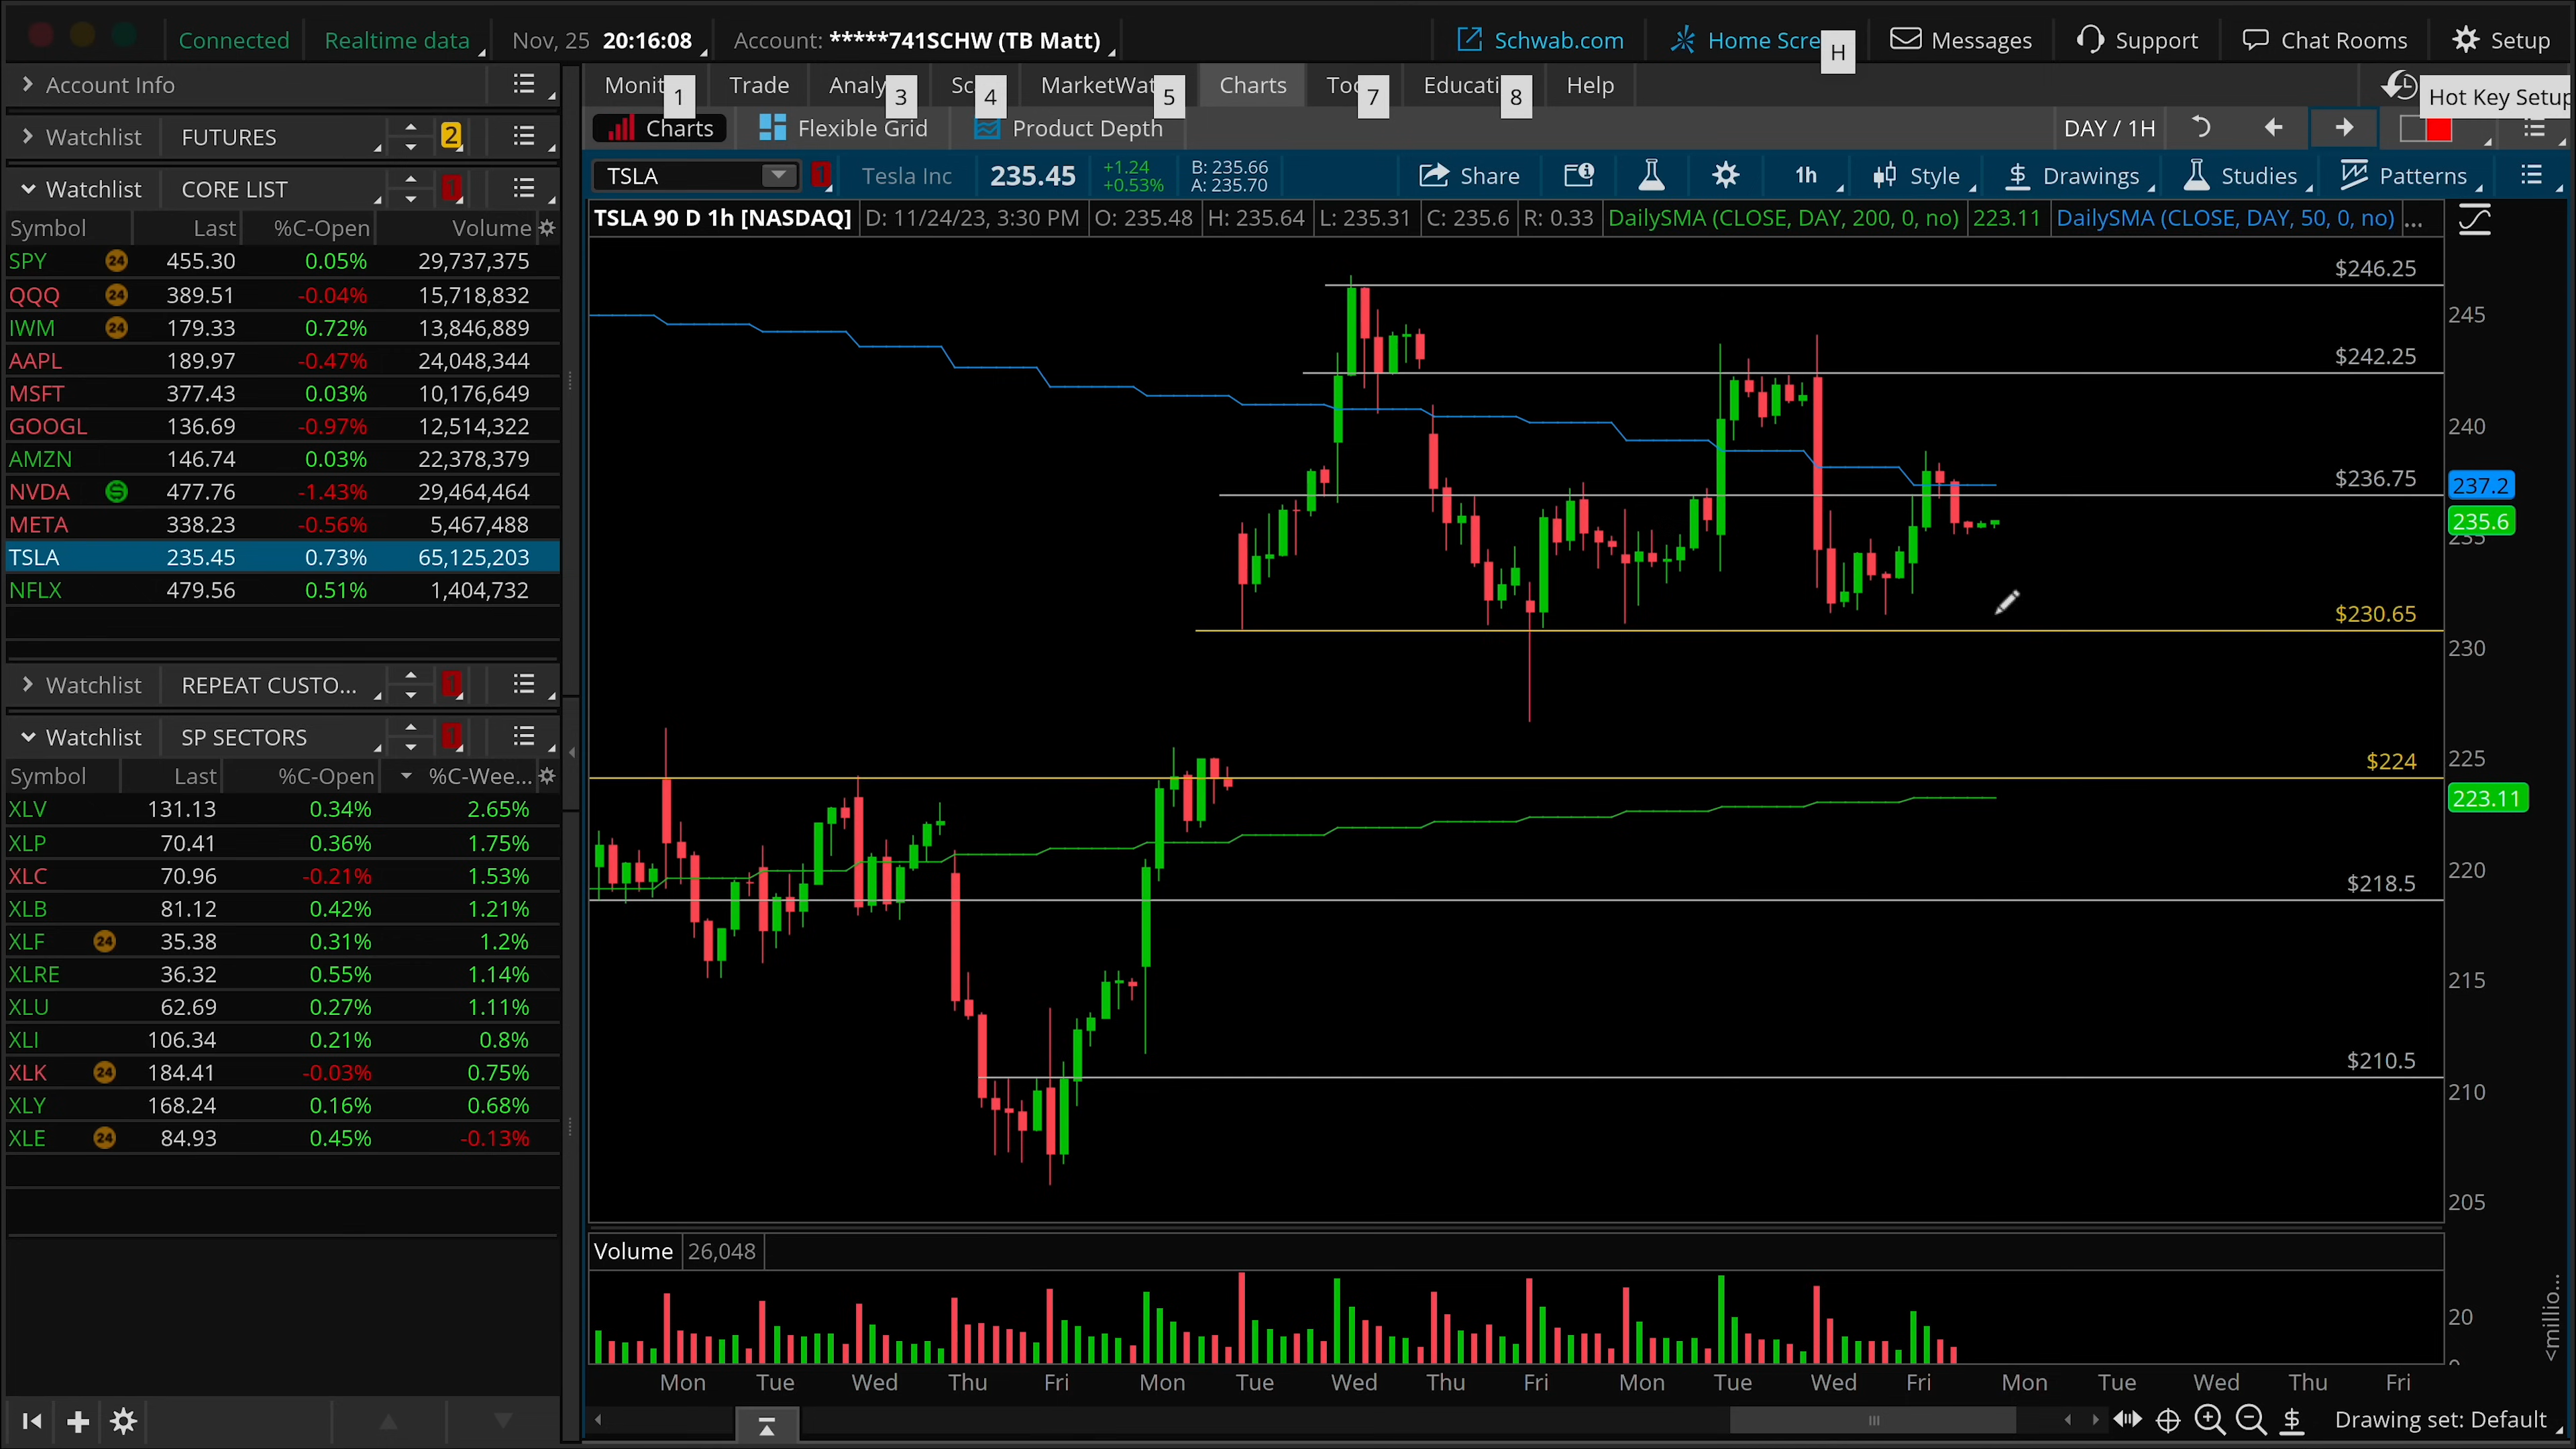 Connected Realtime data Nov, 25 20:16:08 Account: *****741SCHW (TB Matt) Schwab.com Home Scre H Messages Support Chat Rooms Setup
Account Info
Monit 1 Trade Analy 3 Sc 4 MarketWat 5 Charts Too 7 Educati 8 Help Hot Key Setup
Watchlist FUTURES 2
Charts Flexible Grid Product Depth DAY / 1H
Watchlist CORE LIST 1
TSLA 1 Tesla Inc 235.45 +1.24 +0.53% B: 235.66 A: 235.70 Share 1h Style Drawings Studies Patterns
TSLA 90 D 1h [NASDAQ] D: 11/24/23, 3:30 PM O: 235.48 H: 235.64 L: 235.31 C: 235.6 R: 0.33 DailySMA (CLOSE, DAY, 200, 0, no) 223.11 DailySMA (CLOSE, DAY, 50, 0, no) ...
Symbol Last %C-Open Volume
SPY 24 455.30 0.05% 29,737,375
QQQ 24 389.51 -0.04% 15,718,832
IWM 24 179.33 0.72% 13,846,889
AAPL 189.97 -0.47% 24,048,344
MSFT 377.43 0.03% 10,176,649
GOOGL 136.69 -0.97% 12,514,322
AMZN 146.74 0.03% 22,378,379
NVDA S 477.76 -1.43% 29,464,464
META 338.23 -0.56% 5,467,488
TSLA 235.45 0.73% 65,125,203
NFLX 479.56 0.51% 1,404,732
Watchlist REPEAT CUSTO... 1
Watchlist SP SECTORS 1
Symbol Last %C-Open %C-Wee...
XLV 131.13 0.34% 2.65%
XLP 70.41 0.36% 1.75%
XLC 70.96 -0.21% 1.53%
XLB 81.12 0.42% 1.21%
XLF 24 35.38 0.31% 1.2%
XLRE 36.32 0.55% 1.14%
XLU 62.69 0.27% 1.11%
XLI 106.34 0.21% 0.8%
XLK 24 184.41 -0.03% 0.75%
XLY 168.24 0.16% 0.68%
XLE 24 84.93 0.45% -0.13%
$246.25
245
$242.25
240
$236.75
237.2
235.6
235
$230.65
230
$224
225
223.11
$218.5
220
215
$210.5
210
205
Volume 26,048
20
0
<millio...
Mon Tue Wed Thu Fri Mon Tue Wed Thu Fri Mon Tue Wed Fri Mon Tue Wed Thu Fri
Drawing set: Default